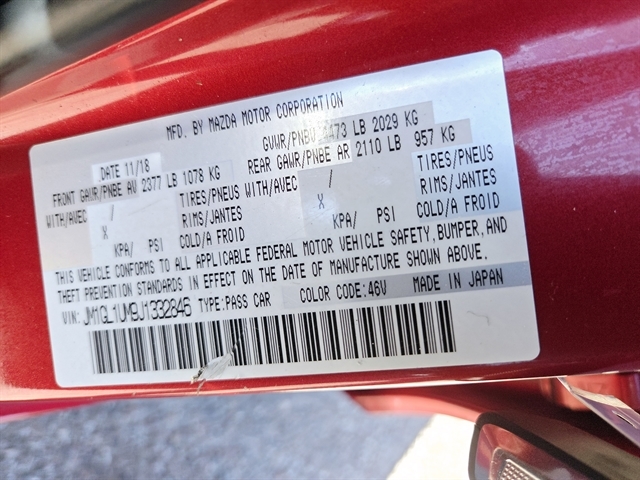 MFD. BY MAZDA MOTOR CORPORATION
DATE 11/18 GVWR/PNBV 4473 LB 2029 KG
FRONT GAWR/PNBE AV 2377 LB 1078 KG REAR GAWR/PNBE AR 2110 LB 957 KG
WITH/AVEC / TIRES/PNEUS WITH/AVEC / TIRES/PNEUS
X RIMS/JANTES X RIMS/JANTES
KPA/ PSI COLD/A FROID KPA/ PSI COLD/A FROID
THIS VEHICLE CONFORMS TO ALL APPLICABLE FEDERAL MOTOR VEHICLE SAFETY, BUMPER, AND
THEFT PREVENTION STANDARDS IN EFFECT ON THE DATE OF MANUFACTURE SHOWN ABOVE.
VIN: JM1GL1UM9J1332846 TYPE:PASS CAR COLOR CODE:46V MADE IN JAPAN